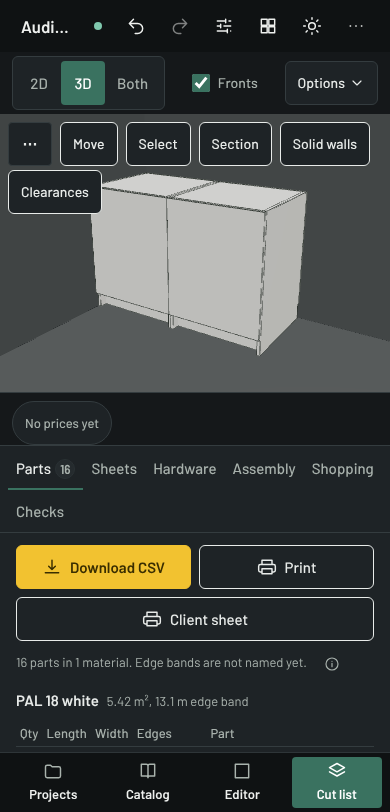 Audi...
2D 3D Both Fronts Options
... Move Select Section Solid walls
Clearances
No prices yet
Parts 16 Sheets Hardware Assembly Shopping
Checks
Download CSV Print
Client sheet
16 parts in 1 material. Edge bands are not named yet.
PAL 18 white 5.42 m², 13.1 m edge band
Qty Length Width Edges Part
Projects Catalog Editor Cut list